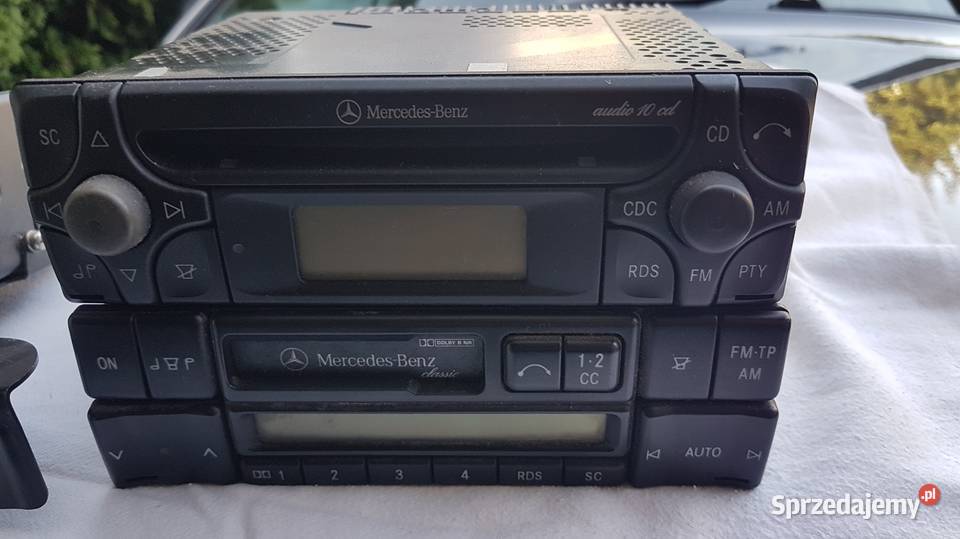 Mercedes-Benz audio 10 cd
SC CD
CDC AM
RDS FM PTY
DOLBY B NR
ON Mercedes-Benz 1·2 FM-TP
classic CC AM
AUTO
1 2 3 4 RDS SC
Sprzedajemy.pl